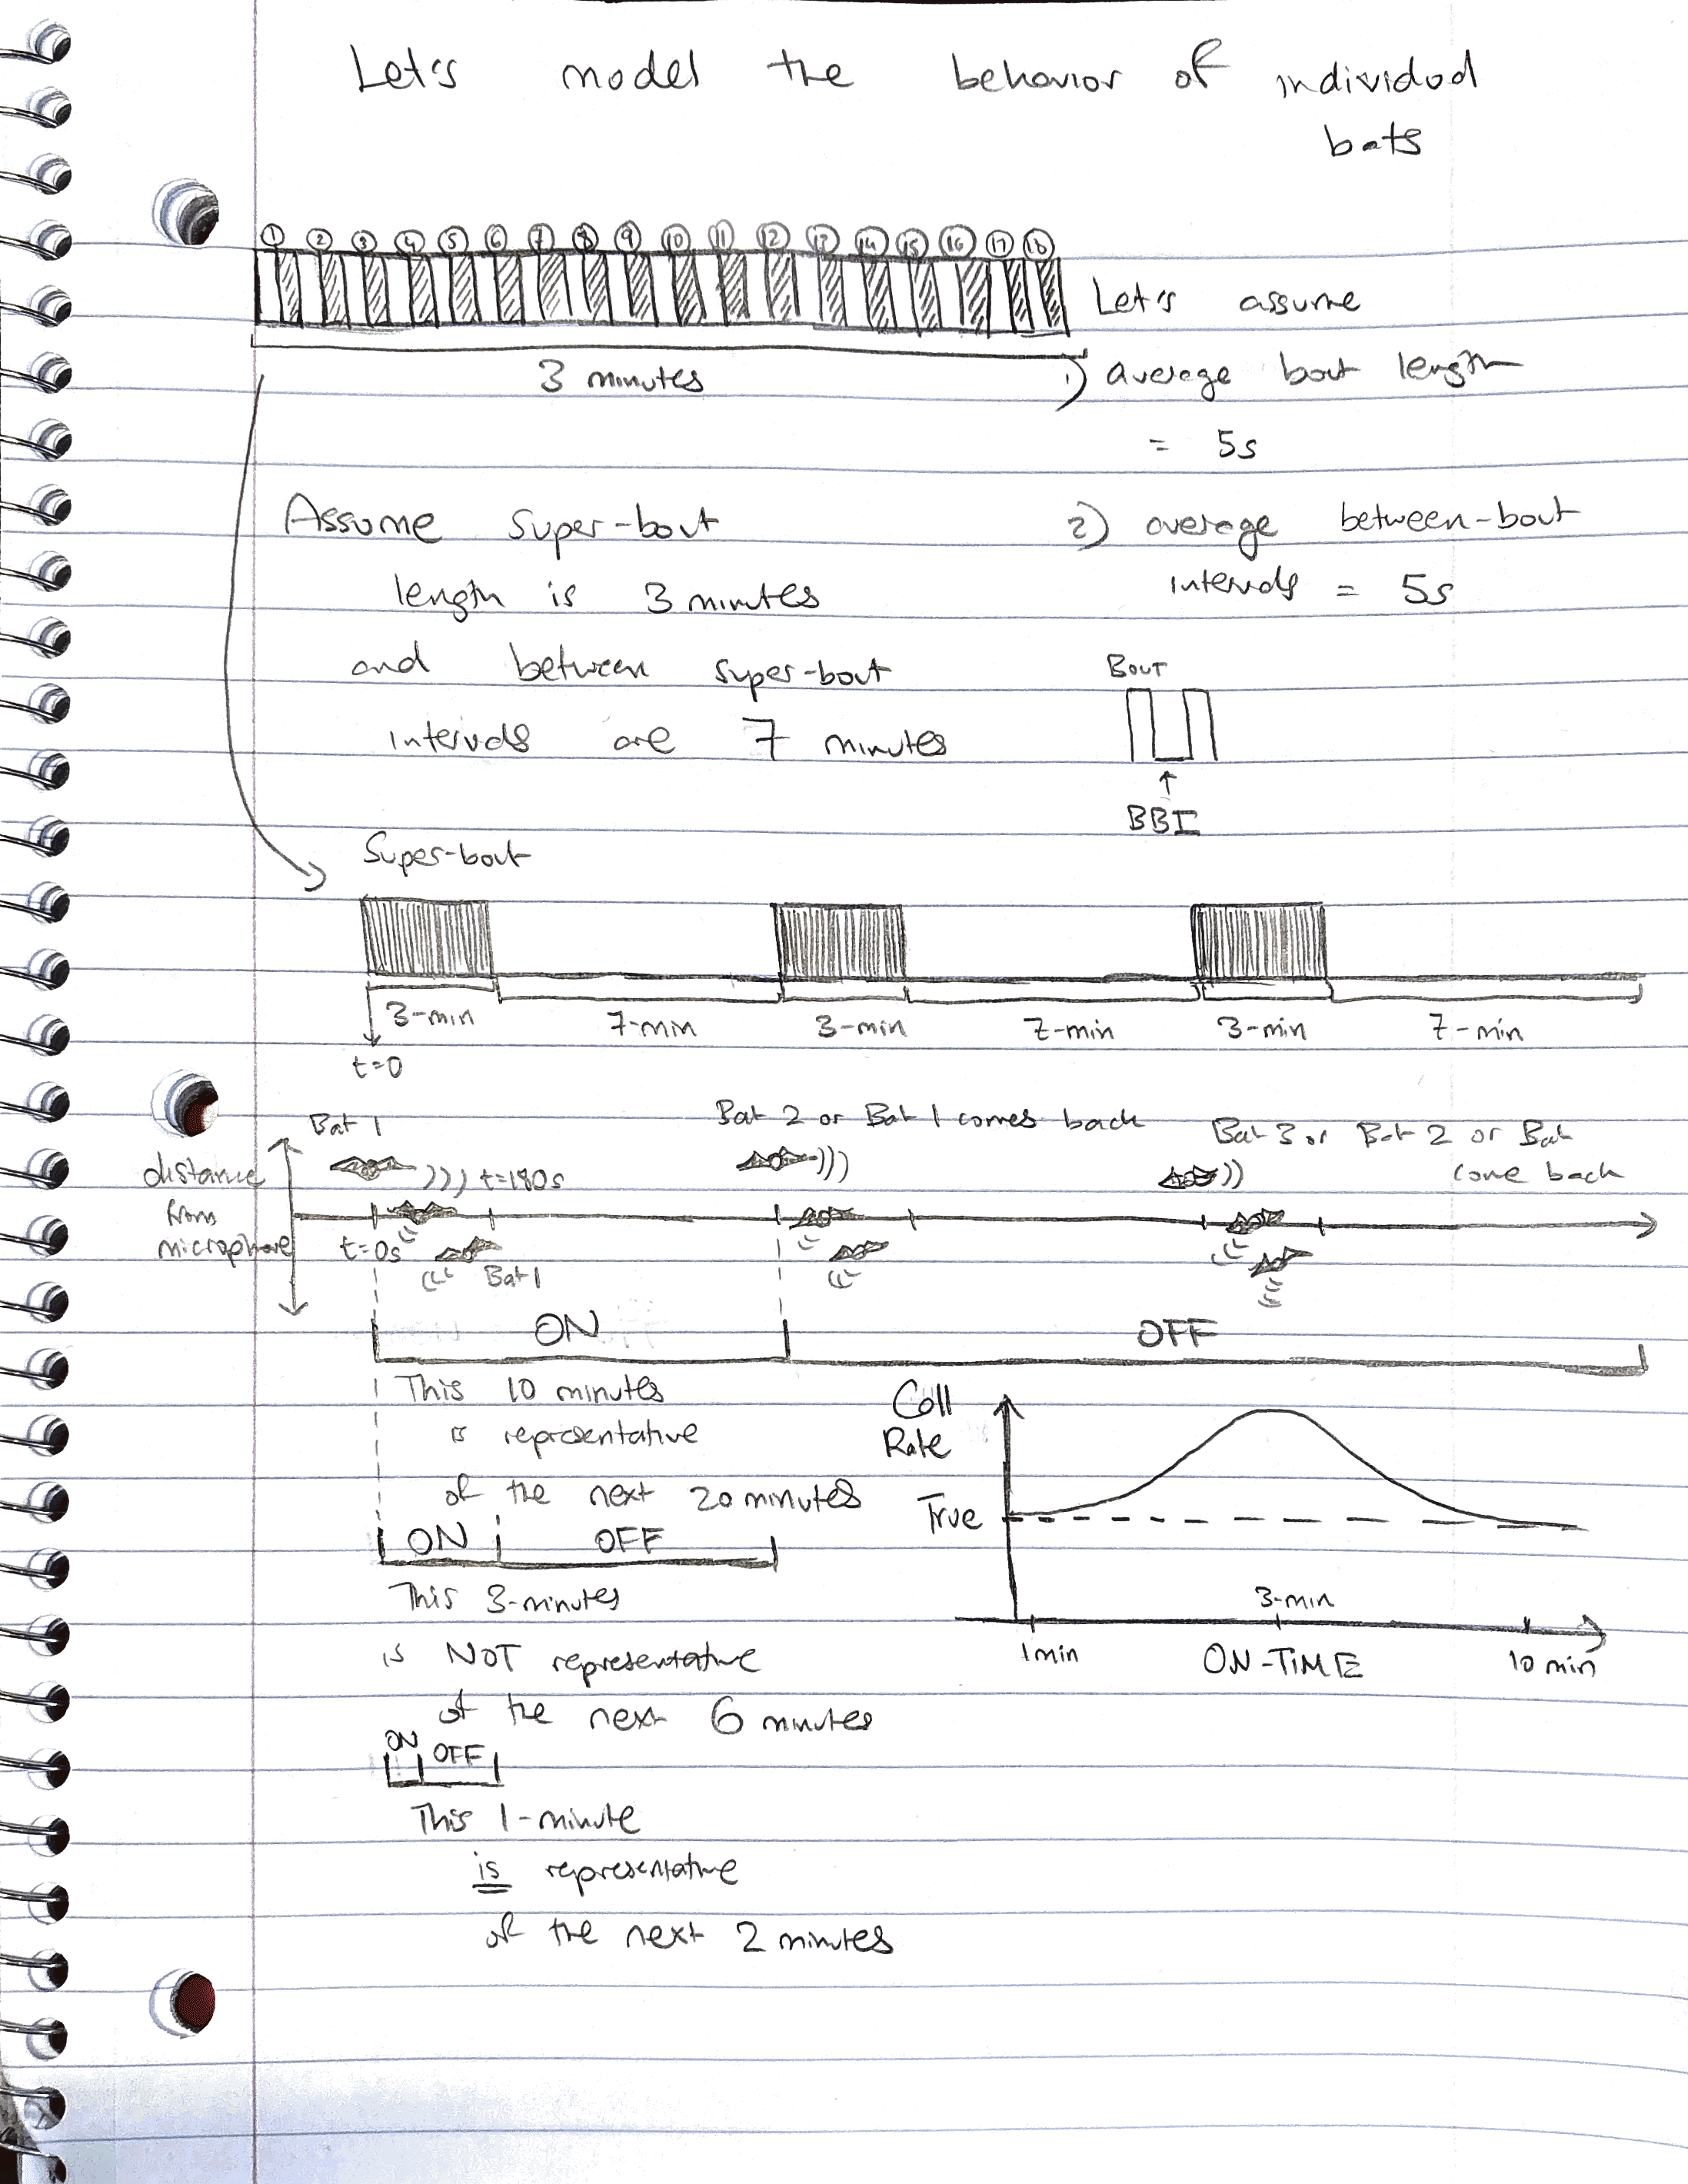 Let's model the behavior of individual
bats
1 2 3 4 5 6 7 8 9 10 11 12 13 14 15 16 17 18
3 minutes
Let's assume
1) average bout length
= 5s
2) average between-bout
intervals = 5s
Bout
BBI
Assume super-bout
length is 3 minutes
and between super-bout
intervals are 7 minutes
Super-bout
3-min 7-min 3-min 7-min 3-min 7-min
t=0
Bat 1
Bat 2 or Bat 1 comes back
Bat 3 or Bat 2 or Bat
come back
distance
from
microphone
t=180s
t=0s
Bat 1
ON OFF
This 10 minutes
is representative
of the next 20 minutes
ON OFF
This 3-minutes
is NOT representative
of the next 6 minutes
ON OFF
This 1-minute
is representative
of the next 2 minutes
Call
Rate
True
1min 3-min 10 min
ON-TIME